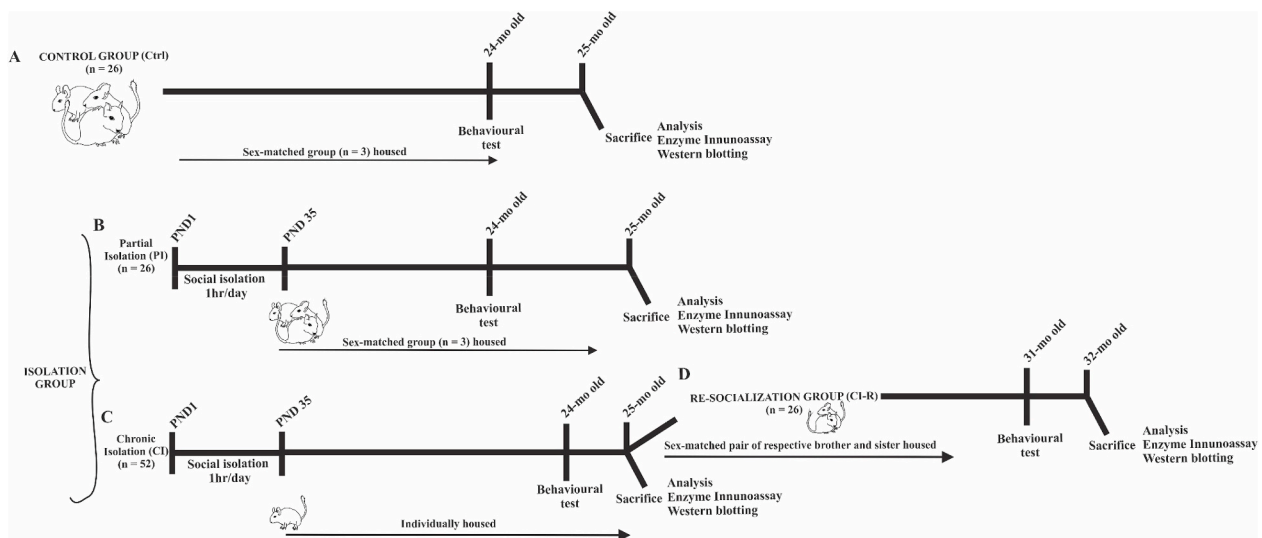 A
CONTROL GROUP (Ctrl)
(n = 26)
24-mo old
25-mo old
Behavioural
test
Sacrifice
Analysis
Enzyme Innunoassay
Western blotting
Sex-matched group (n = 3) housed
ISOLATION
GROUP
B
Partial
Isolation (PI)
(n = 26)
PND1
PND 35
24-mo old
25-mo old
Social isolation
1hr/day
Behavioural
test
Sacrifice
Analysis
Enzyme Innunoassay
Western blotting
Sex-matched group (n = 3) housed
C
Chronic
Isolation (CI)
(n = 52)
PND1
PND 35
24-mo old
25-mo old
Social isolation
1hr/day
Behavioural
test
Sacrifice
Analysis
Enzyme Innunoassay
Western blotting
Individually housed
D
RE-SOCIALIZATION GROUP (CI-R)
(n = 26)
31-mo old
32-mo old
Sex-matched pair of respective brother and sister housed
Behavioural
test
Sacrifice
Analysis
Enzyme Innunoassay
Western blotting